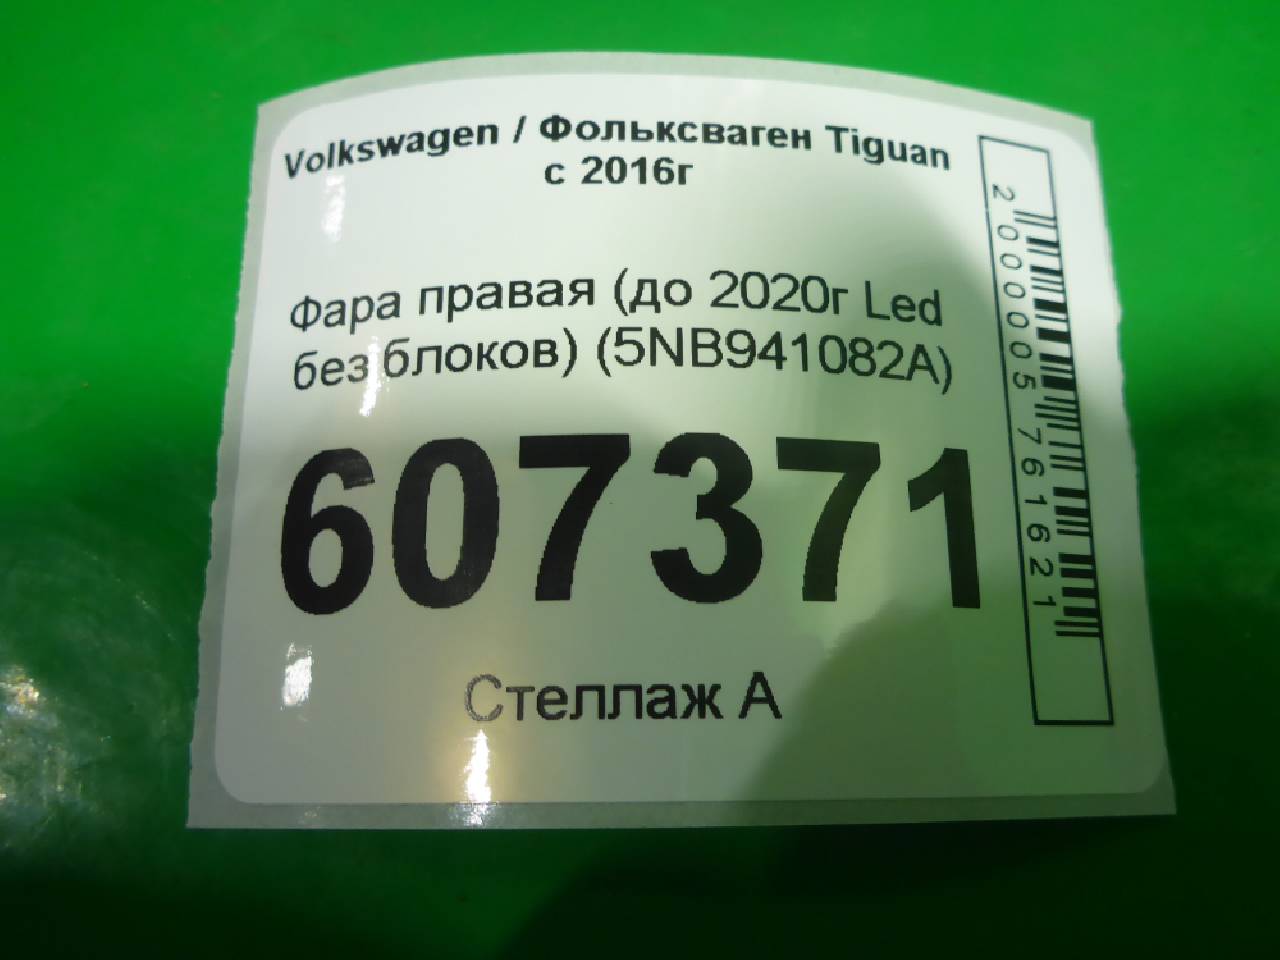 Volkswagen / Фольксваген Tiguan
с 2016г
Фара правая (до 2020г Led
без блоков) (5NB941082A)
607371
Стеллаж А
2000005761621